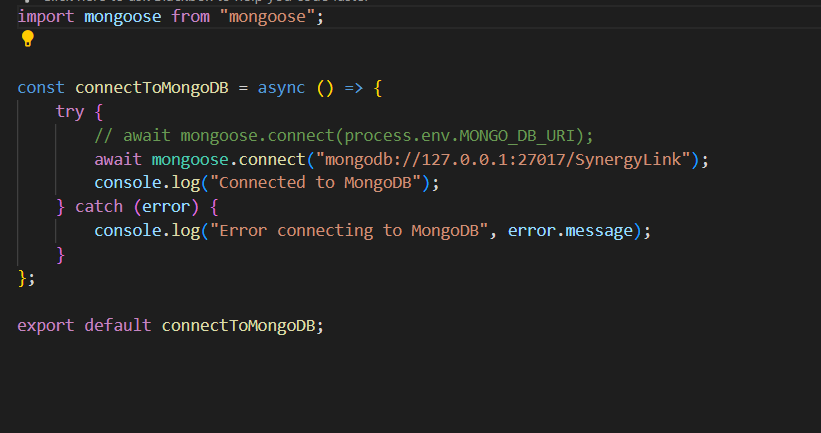 import mongoose from "mongoose";
const connectToMongoDB = async () => {
try {
// await mongoose.connect(process.env.MONGO_DB_URI);
await mongoose.connect("mongodb://127.0.0.1:27017/SynergyLink");
console.log("Connected to MongoDB");
} catch (error) {
console.log("Error connecting to MongoDB", error.message);
}
};
export default connectToMongoDB;